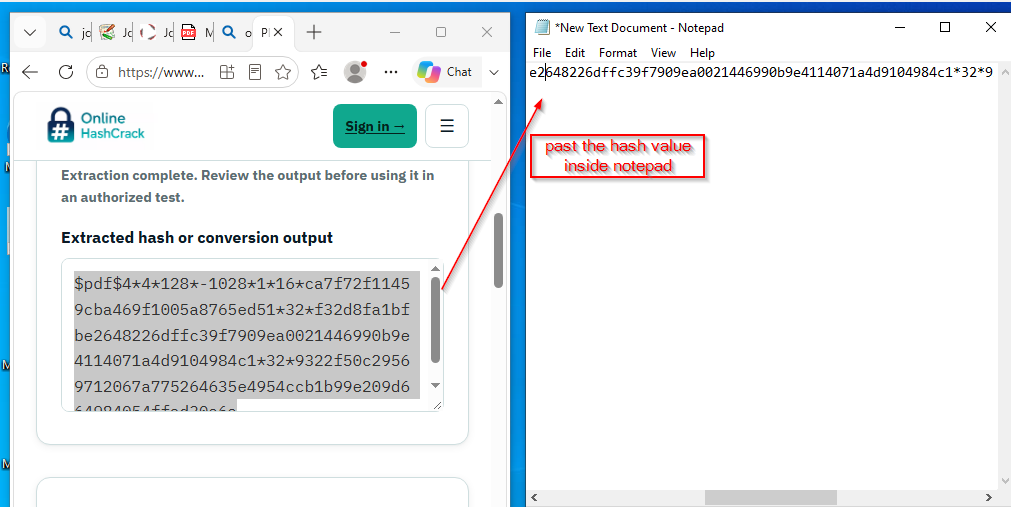 jc
Jc
Jc
M
o
P
https://www...
Chat
Online
HashCrack
Sign in →
Extraction complete. Review the output before using it in
an authorized test.
Extracted hash or conversion output
$pdf$4*4*128*-1028*1*16*ca7f72f1145
9cba469f1005a8765ed51*32*f32d8fa1bf
be2648226dffc39f7909ea0021446990b9e
4114071a4d9104984c1*32*9322f50c2956
9712067a775264635e4954ccb1b99e209d6
*New Text Document - Notepad
File Edit Format View Help
e2648226dffc39f7909ea0021446990b9e4114071a4d9104984c1*32*9
past the hash value
inside notepad